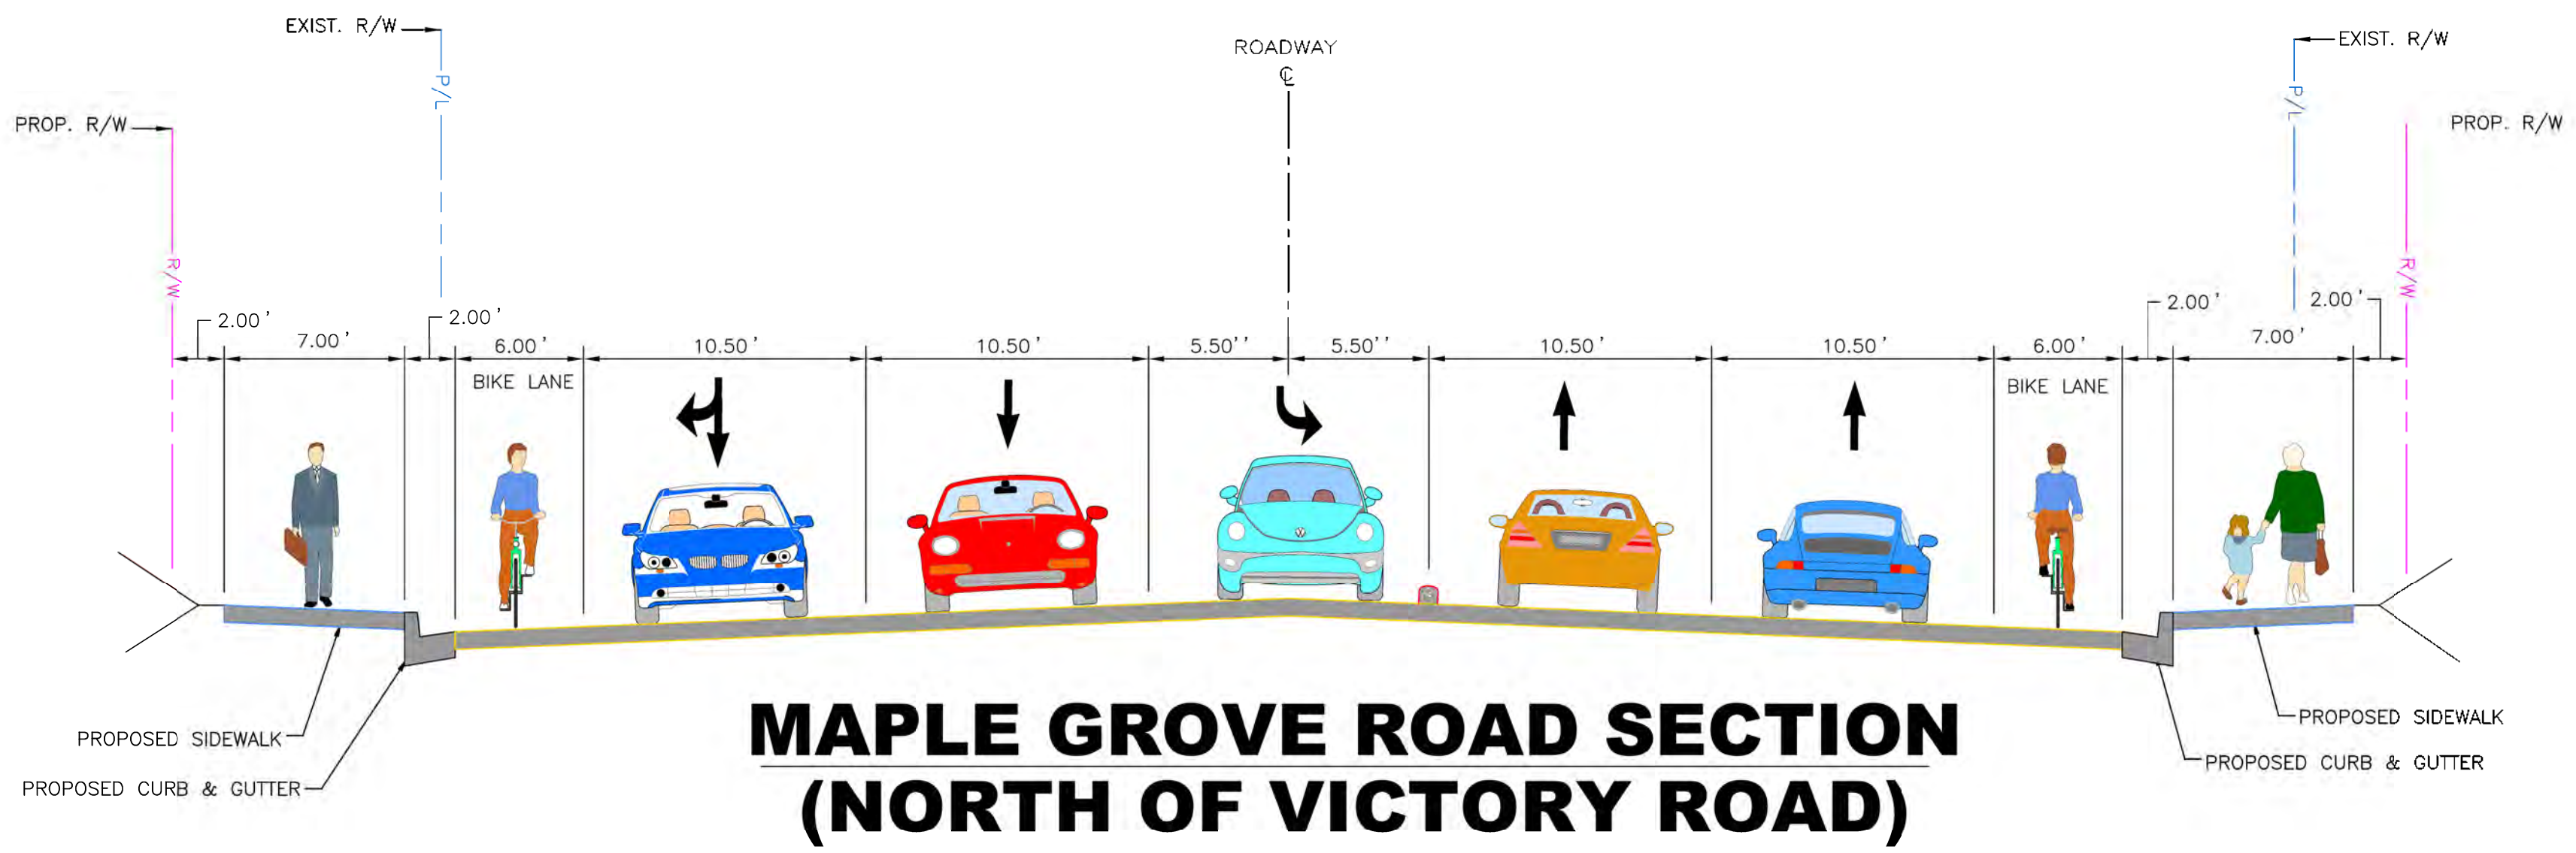 EXIST. R/W
EXIST. R/W
ROADWAY
℄
P/L
P/L
PROP. R/W
PROP. R/W
R/W
R/W
2.00'
7.00'
2.00'
6.00'
10.50'
10.50'
5.50''
5.50''
10.50'
10.50'
6.00'
2.00'
7.00'
2.00'
BIKE LANE
BIKE LANE
PROPOSED SIDEWALK
PROPOSED CURB & GUTTER
PROPOSED SIDEWALK
PROPOSED CURB & GUTTER
MAPLE GROVE ROAD SECTION
(NORTH OF VICTORY ROAD)